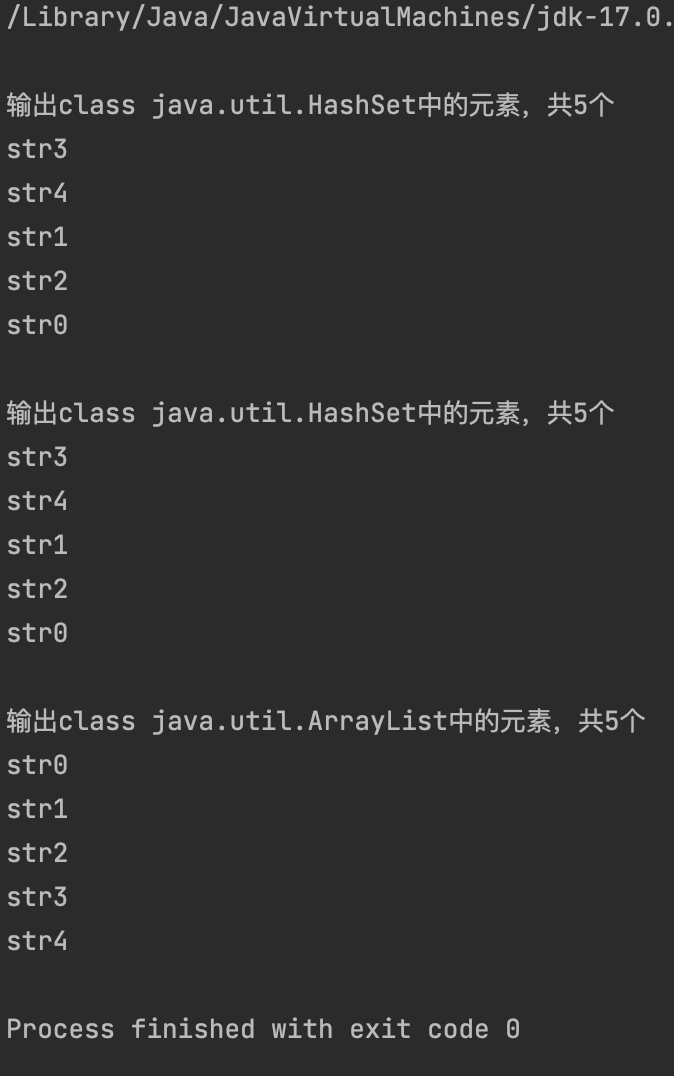 /Library/Java/JavaVirtualMachines/jdk-17.0.
输出class java.util.HashSet中的元素，共5个
str3
str4
str1
str2
str0
输出class java.util.HashSet中的元素，共5个
str3
str4
str1
str2
str0
输出class java.util.ArrayList中的元素，共5个
str0
str1
str2
str3
str4
Process finished with exit code 0